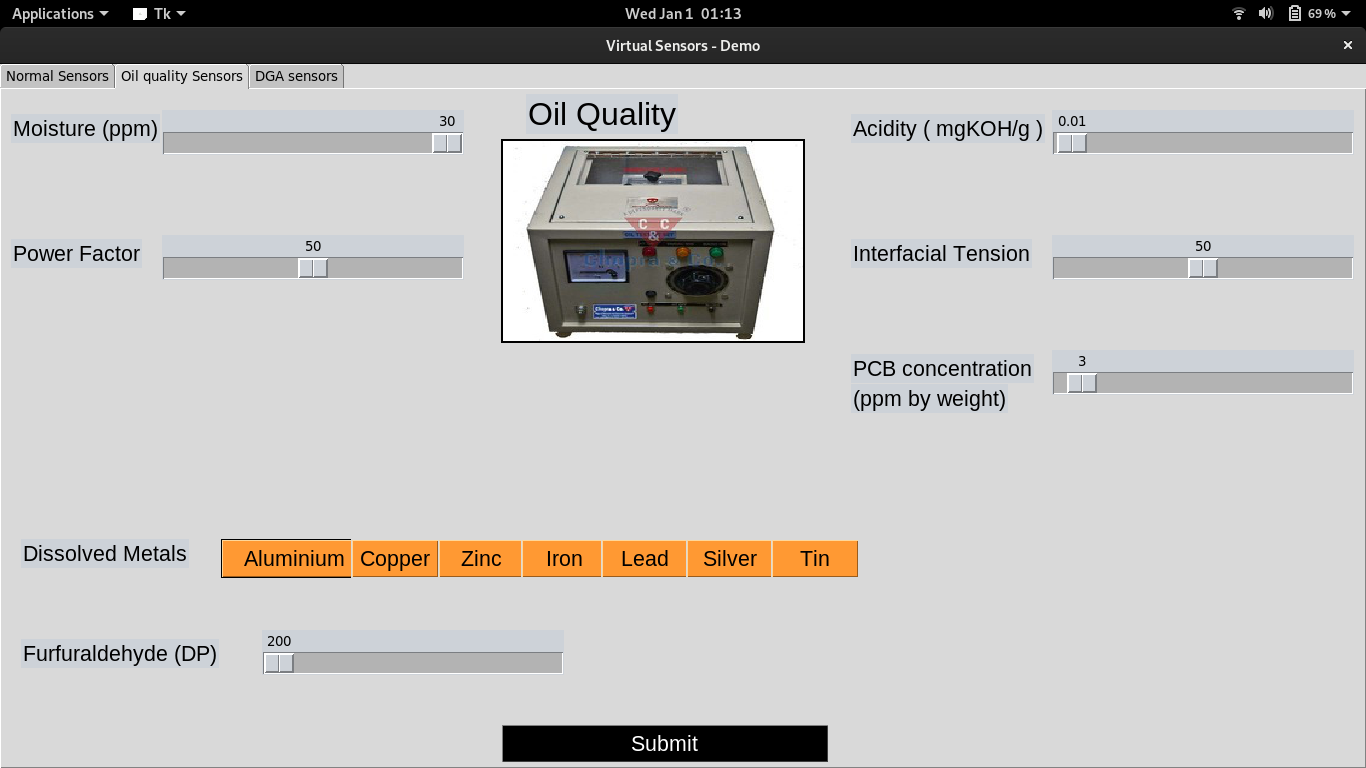 Applications Tk Wed Jan 1 01:13 69 %
Virtual Sensors - Demo ×
Normal Sensors Oil quality Sensors DGA sensors
Oil Quality
Moisture (ppm) 30
Acidity ( mgKOH/g ) 0.01
Power Factor 50
Interfacial Tension 50
C C
&
Chopra & Co.
PCB concentration 3
(ppm by weight)
Dissolved Metals Aluminium Copper Zinc Iron Lead Silver Tin
Furfuraldehyde (DP) 200
Submit